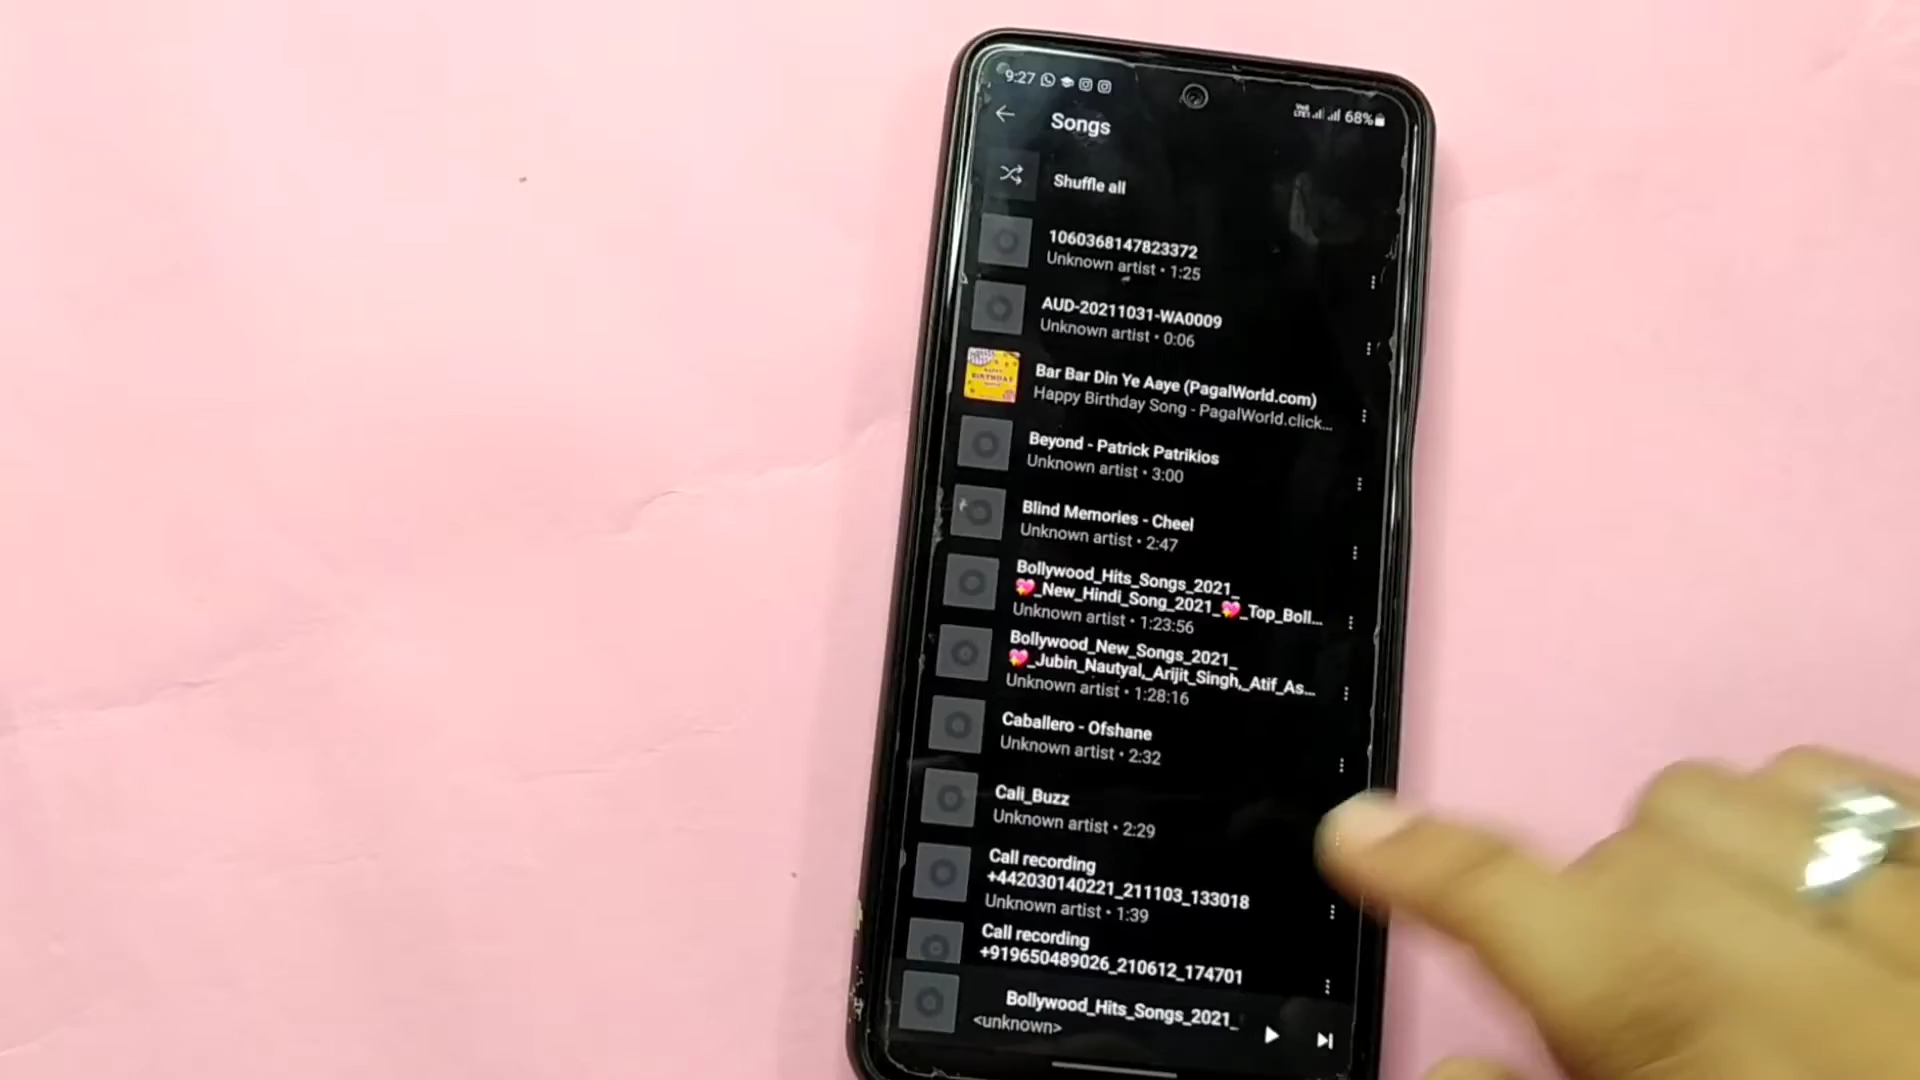 9:27
68%
Songs
Shuffle all
1060368147823372
Unknown artist • 1:25
AUD-20211031-WA0009
Unknown artist • 0:06
Bar Bar Din Ye Aaye (PagalWorld.com)
Happy Birthday Song - PagalWorld.click...
Beyond - Patrick Patrikios
Unknown artist • 3:00
Blind Memories - Cheel
Unknown artist • 2:47
Bollywood_Hits_Songs_2021_
💖_New_Hindi_Song_2021_💖_Top_Boll...
Unknown artist • 1:23:56
Bollywood_New_Songs_2021_
💖_Jubin_Nautyal,_Arijit_Singh,_Atif_As...
Unknown artist • 1:28:16
Caballero - Ofshane
Unknown artist • 2:32
Cali_Buzz
Unknown artist • 2:29
Call recording
+442030140221_211103_133018
Unknown artist • 1:39
Call recording
+919650489026_210612_174701
Bollywood_Hits_Songs_2021_
<unknown>